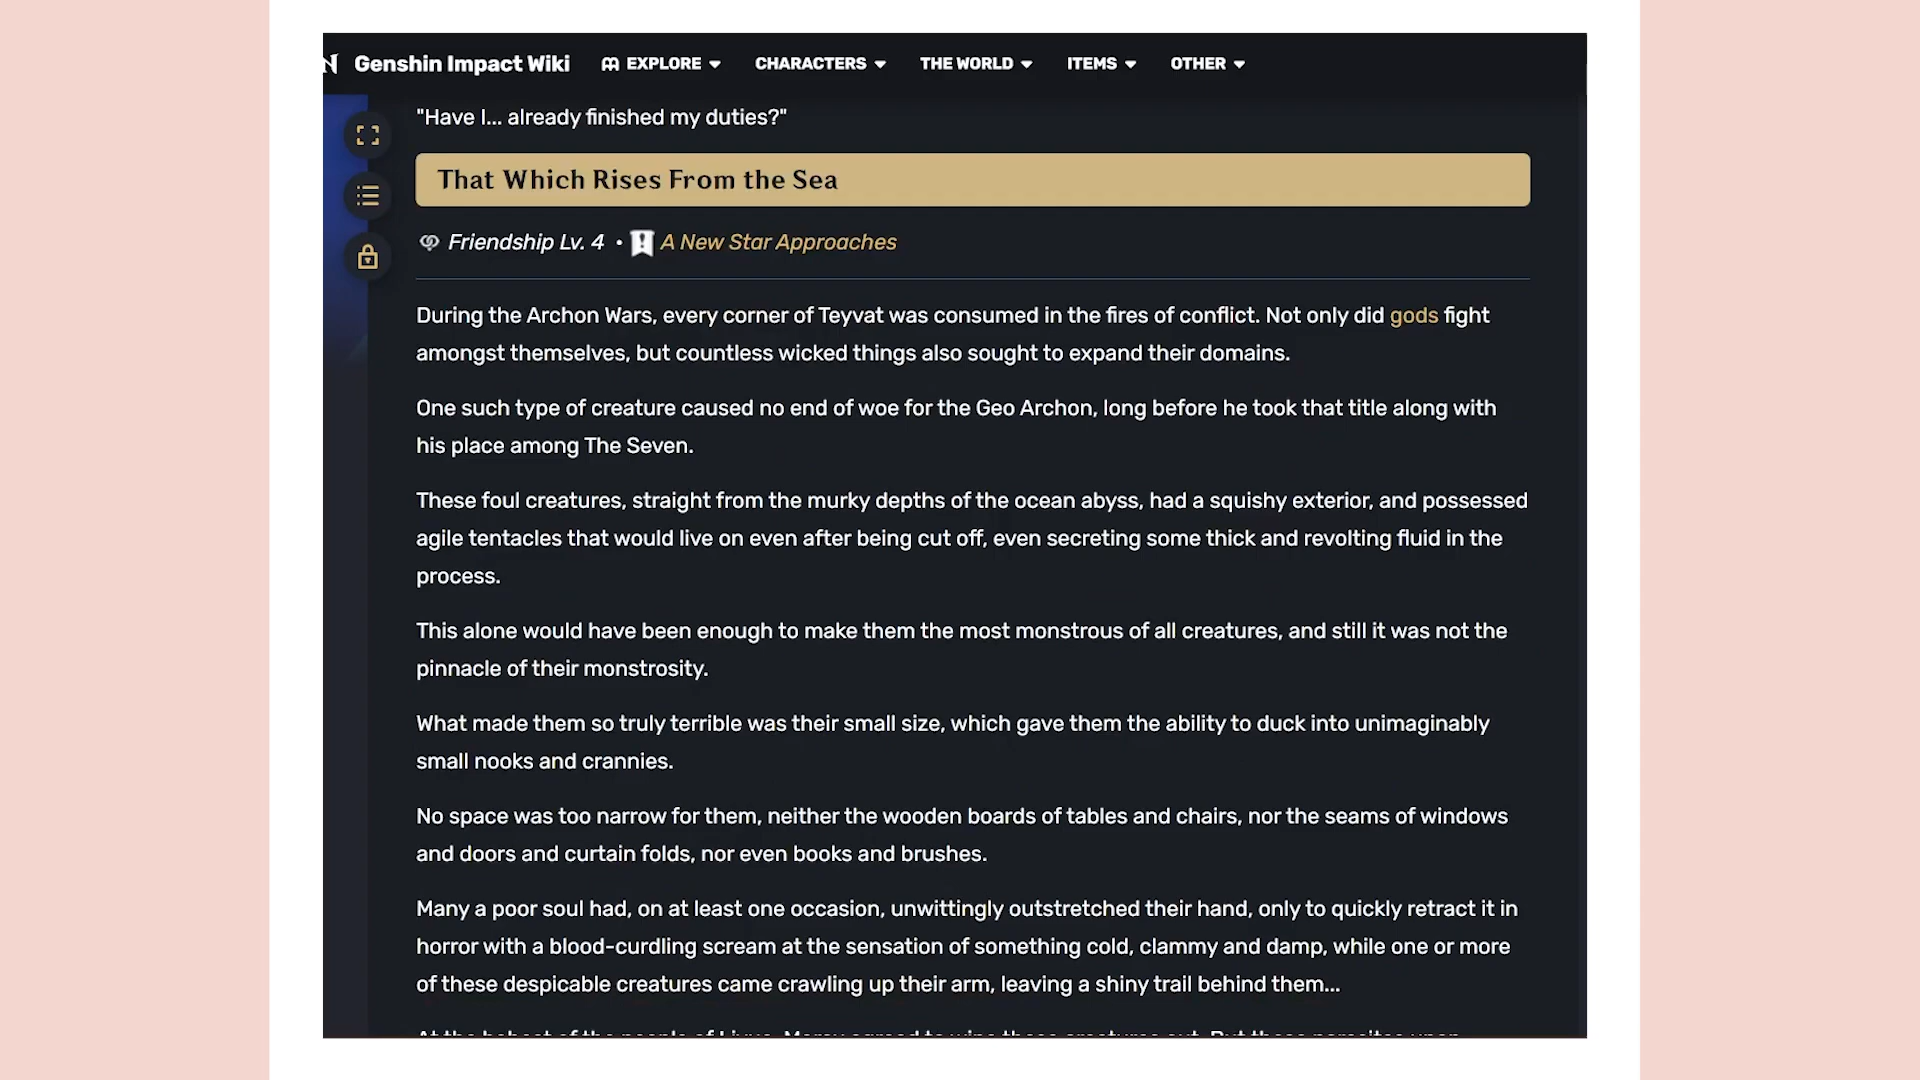 Genshin Impact Wiki EXPLORE CHARACTERS THE WORLD ITEMS OTHER
"Have I... already finished my duties?"
That Which Rises From the Sea
Friendship Lv. 4 • A New Star Approaches
During the Archon Wars, every corner of Teyvat was consumed in the fires of conflict. Not only did gods fight
amongst themselves, but countless wicked things also sought to expand their domains.
One such type of creature caused no end of woe for the Geo Archon, long before he took that title along with
his place among The Seven.
These foul creatures, straight from the murky depths of the ocean abyss, had a squishy exterior, and possessed
agile tentacles that would live on even after being cut off, even secreting some thick and revolting fluid in the
process.
This alone would have been enough to make them the most monstrous of all creatures, and still it was not the
pinnacle of their monstrosity.
What made them so truly terrible was their small size, which gave them the ability to duck into unimaginably
small nooks and crannies.
No space was too narrow for them, neither the wooden boards of tables and chairs, nor the seams of windows
and doors and curtain folds, nor even books and brushes.
Many a poor soul had, on at least one occasion, unwittingly outstretched their hand, only to quickly retract it in
horror with a blood-curdling scream at the sensation of something cold, clammy and damp, while one or more
of these despicable creatures came crawling up their arm, leaving a shiny trail behind them...